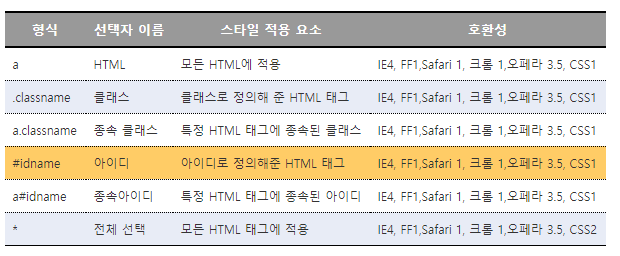 형식 선택자 이름 스타일 적용 요소 호환성
a HTML 모든 HTML에 적용 IE4, FF1,Safari 1, 크롬 1,오페라 3.5, CSS1
.classname 클래스 클래스로 정의해 준 HTML 태그 IE4, FF1,Safari 1, 크롬 1,오페라 3.5, CSS1
a.classname 종속 클래스 특정 HTML 태그에 종속된 클래스 IE4, FF1,Safari 1, 크롬 1,오페라 3.5, CSS1
#idname 아이디 아이디로 정의해준 HTML 태그 IE4, FF1,Safari 1, 크롬 1,오페라 3.5, CSS1
a#idname 종속아이디 특정 HTML 태그에 종속된 아이디 IE4, FF1,Safari 1, 크롬 1,오페라 3.5, CSS1
* 전체 선택 모든 HTML 태그에 적용 IE4, FF1,Safari 1, 크롬 1,오페라 3.5, CSS2